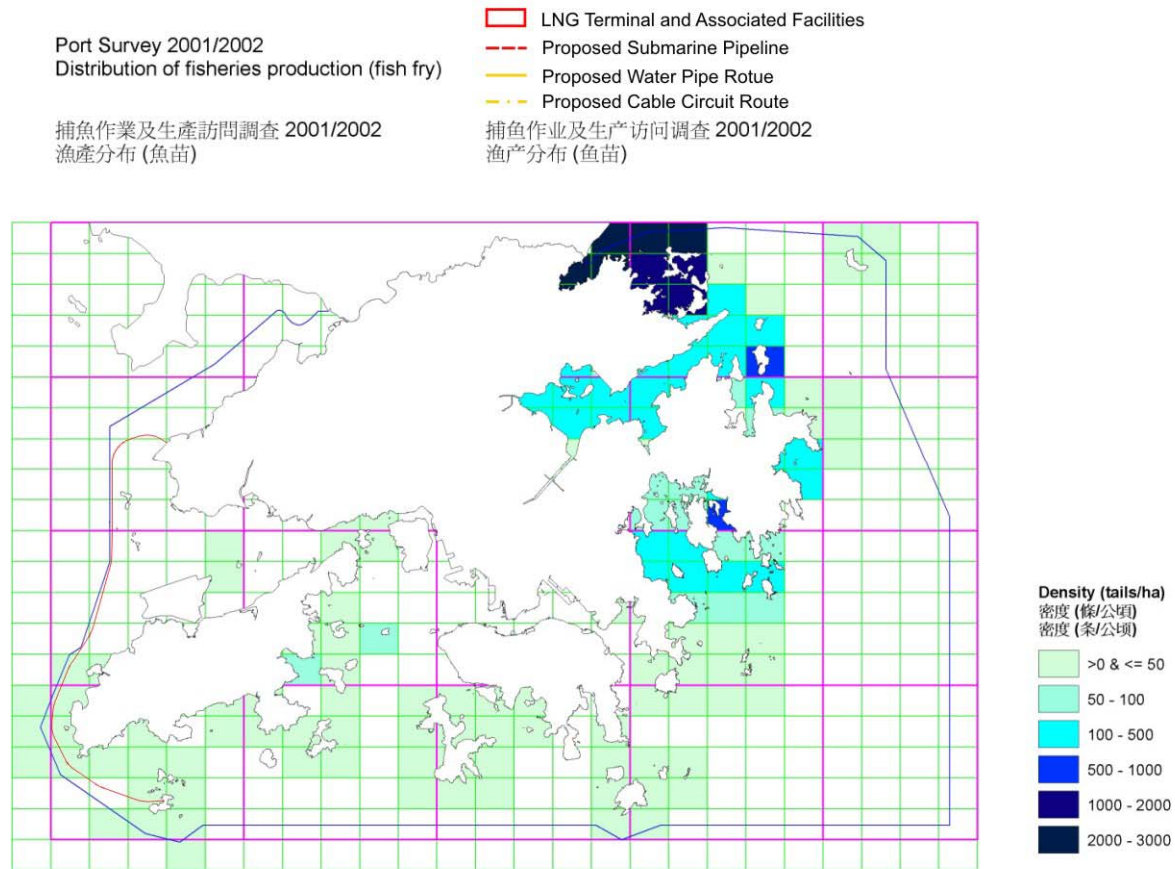 Port Survey 2001/2002
Distribution of fisheries production (fish fry)
捕魚作業及生產訪問調查 2001/2002
漁產分布 (魚苗)
LNG Terminal and Associated Facilities
Proposed Submarine Pipeline
Proposed Water Pipe Rotue
Proposed Cable Circuit Route
捕鱼作业及生产访问调查 2001/2002
渔产分布 (鱼苗)
Density (tails/ha)
密度 (條/公頃)
密度 (条/公顷)
>0 & <= 50
50 - 100
100 - 500
500 - 1000
1000 - 2000
2000 - 3000